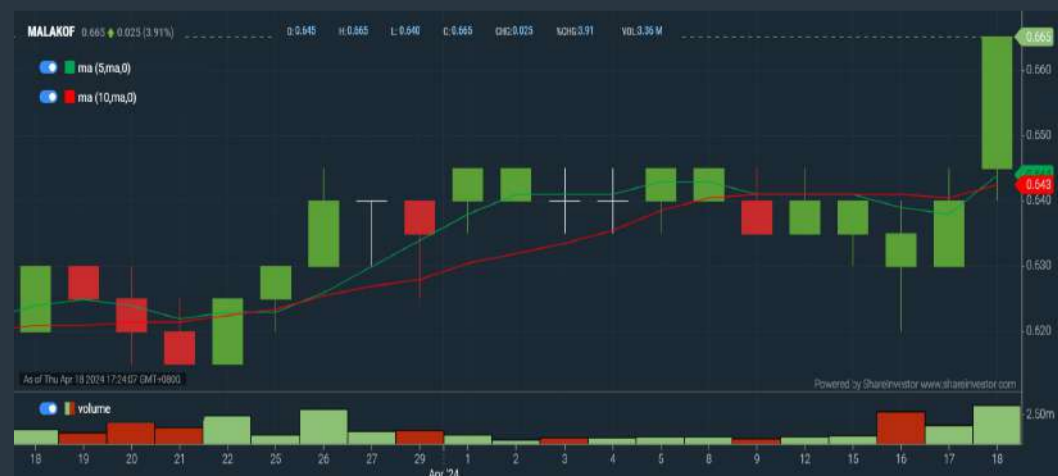 MALAKOF 0.665 0.025 (3.91%) O:0.645 H:0.665 L:0.640 C:0.665 CHG:0.025 %CHG:3.91 VOL:3.36 M
0.665
ma (5,ma,0)
0.660
ma (10,ma,0)
0.650
0.643
0.640
0.630
0.620
As of Thu Apr 18 2024 17:24:07 GMT+0800
Powered by ShareInvestor www.shareinvestor.com
volume
2.50m
18 19 20 21 22 25 26 27 29 1 2 3 4 5 8 9 12 15 16 17 18
Apr '24